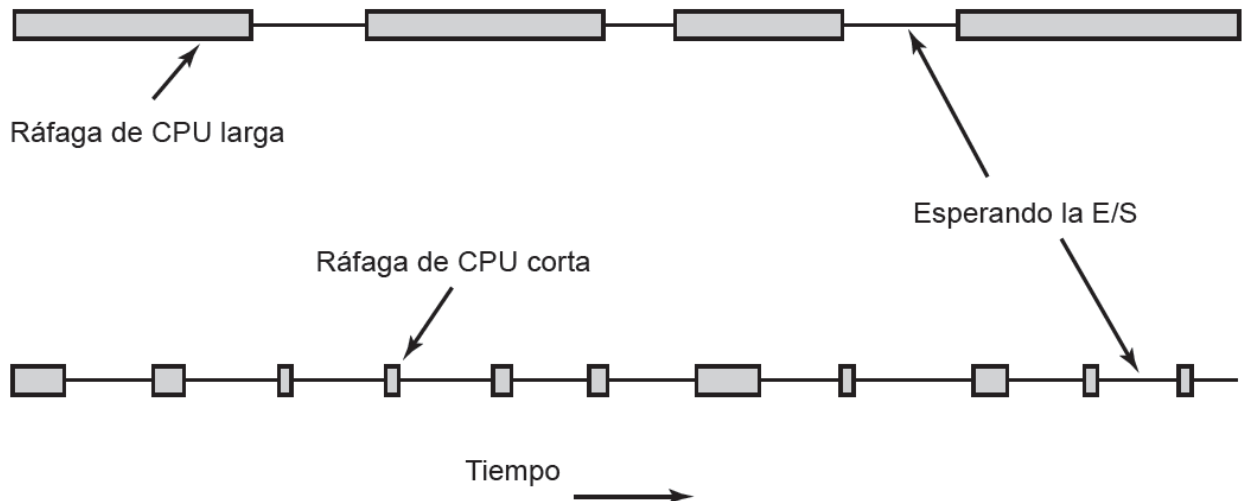 Ráfaga de CPU larga
Esperando la E/S
Ráfaga de CPU corta
Tiempo